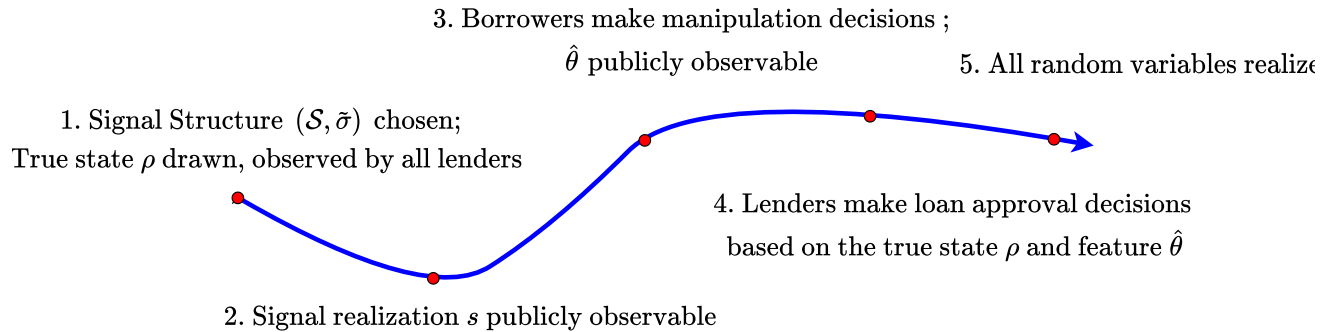 3. Borrowers make manipulation decisions ;
θ̂ publicly observable
5. All random variables
1. Signal Structure (𝒮, σ̃) chosen;
True state ρ drawn, observed by all lenders
4. Lenders make loan approval decisions
based on the true state ρ and feature θ̂
2. Signal realization s publicly observable